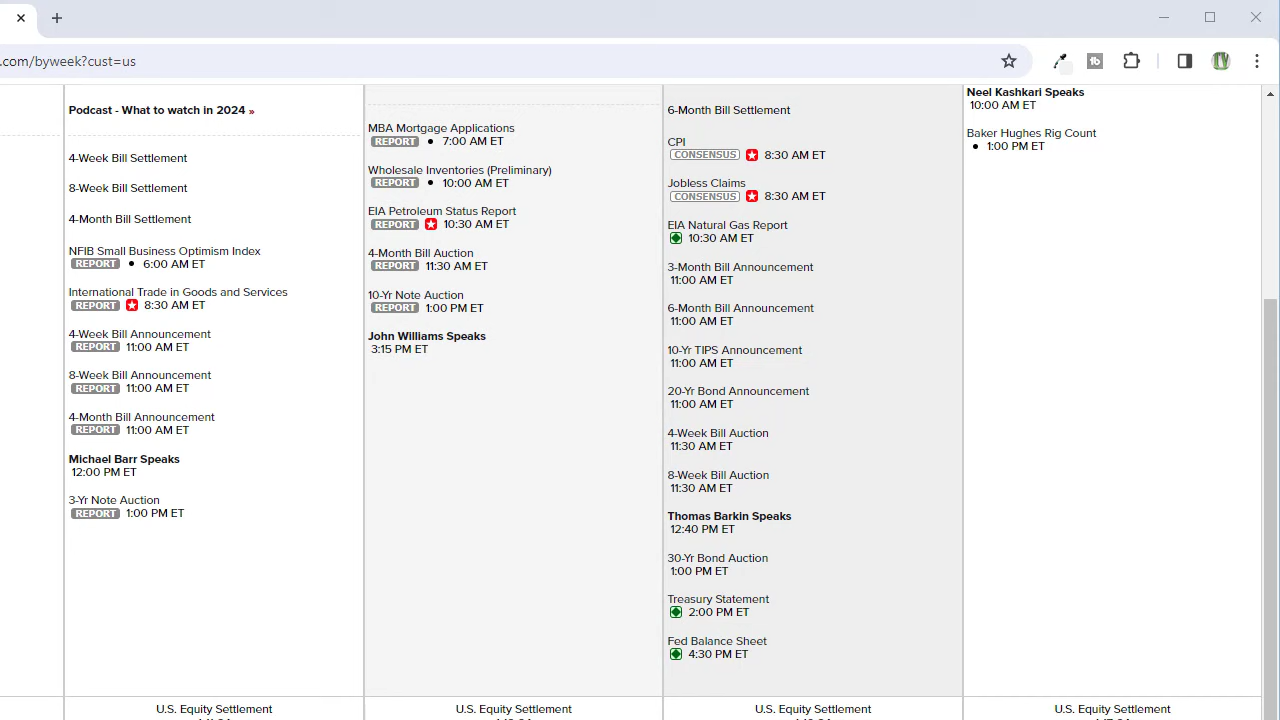 .com/byweek?cust=us
Podcast - What to watch in 2024 »
4-Week Bill Settlement
8-Week Bill Settlement
4-Month Bill Settlement
NFIB Small Business Optimism Index
REPORT • 6:00 AM ET
International Trade in Goods and Services
REPORT 8:30 AM ET
4-Week Bill Announcement
REPORT 11:00 AM ET
8-Week Bill Announcement
REPORT 11:00 AM ET
4-Month Bill Announcement
REPORT 11:00 AM ET
Michael Barr Speaks
12:00 PM ET
3-Yr Note Auction
REPORT 1:00 PM ET
U.S. Equity Settlement
MBA Mortgage Applications
REPORT • 7:00 AM ET
Wholesale Inventories (Preliminary)
REPORT • 10:00 AM ET
EIA Petroleum Status Report
REPORT 10:30 AM ET
4-Month Bill Auction
REPORT 11:30 AM ET
10-Yr Note Auction
REPORT 1:00 PM ET
John Williams Speaks
3:15 PM ET
U.S. Equity Settlement
6-Month Bill Settlement
CPI
CONSENSUS 8:30 AM ET
Jobless Claims
CONSENSUS 8:30 AM ET
EIA Natural Gas Report
10:30 AM ET
3-Month Bill Announcement
11:00 AM ET
6-Month Bill Announcement
11:00 AM ET
10-Yr TIPS Announcement
11:00 AM ET
20-Yr Bond Announcement
11:00 AM ET
4-Week Bill Auction
11:30 AM ET
8-Week Bill Auction
11:30 AM ET
Thomas Barkin Speaks
12:40 PM ET
30-Yr Bond Auction
1:00 PM ET
Treasury Statement
2:00 PM ET
Fed Balance Sheet
4:30 PM ET
U.S. Equity Settlement
Neel Kashkari Speaks
10:00 AM ET
Baker Hughes Rig Count
• 1:00 PM ET
U.S. Equity Settlement